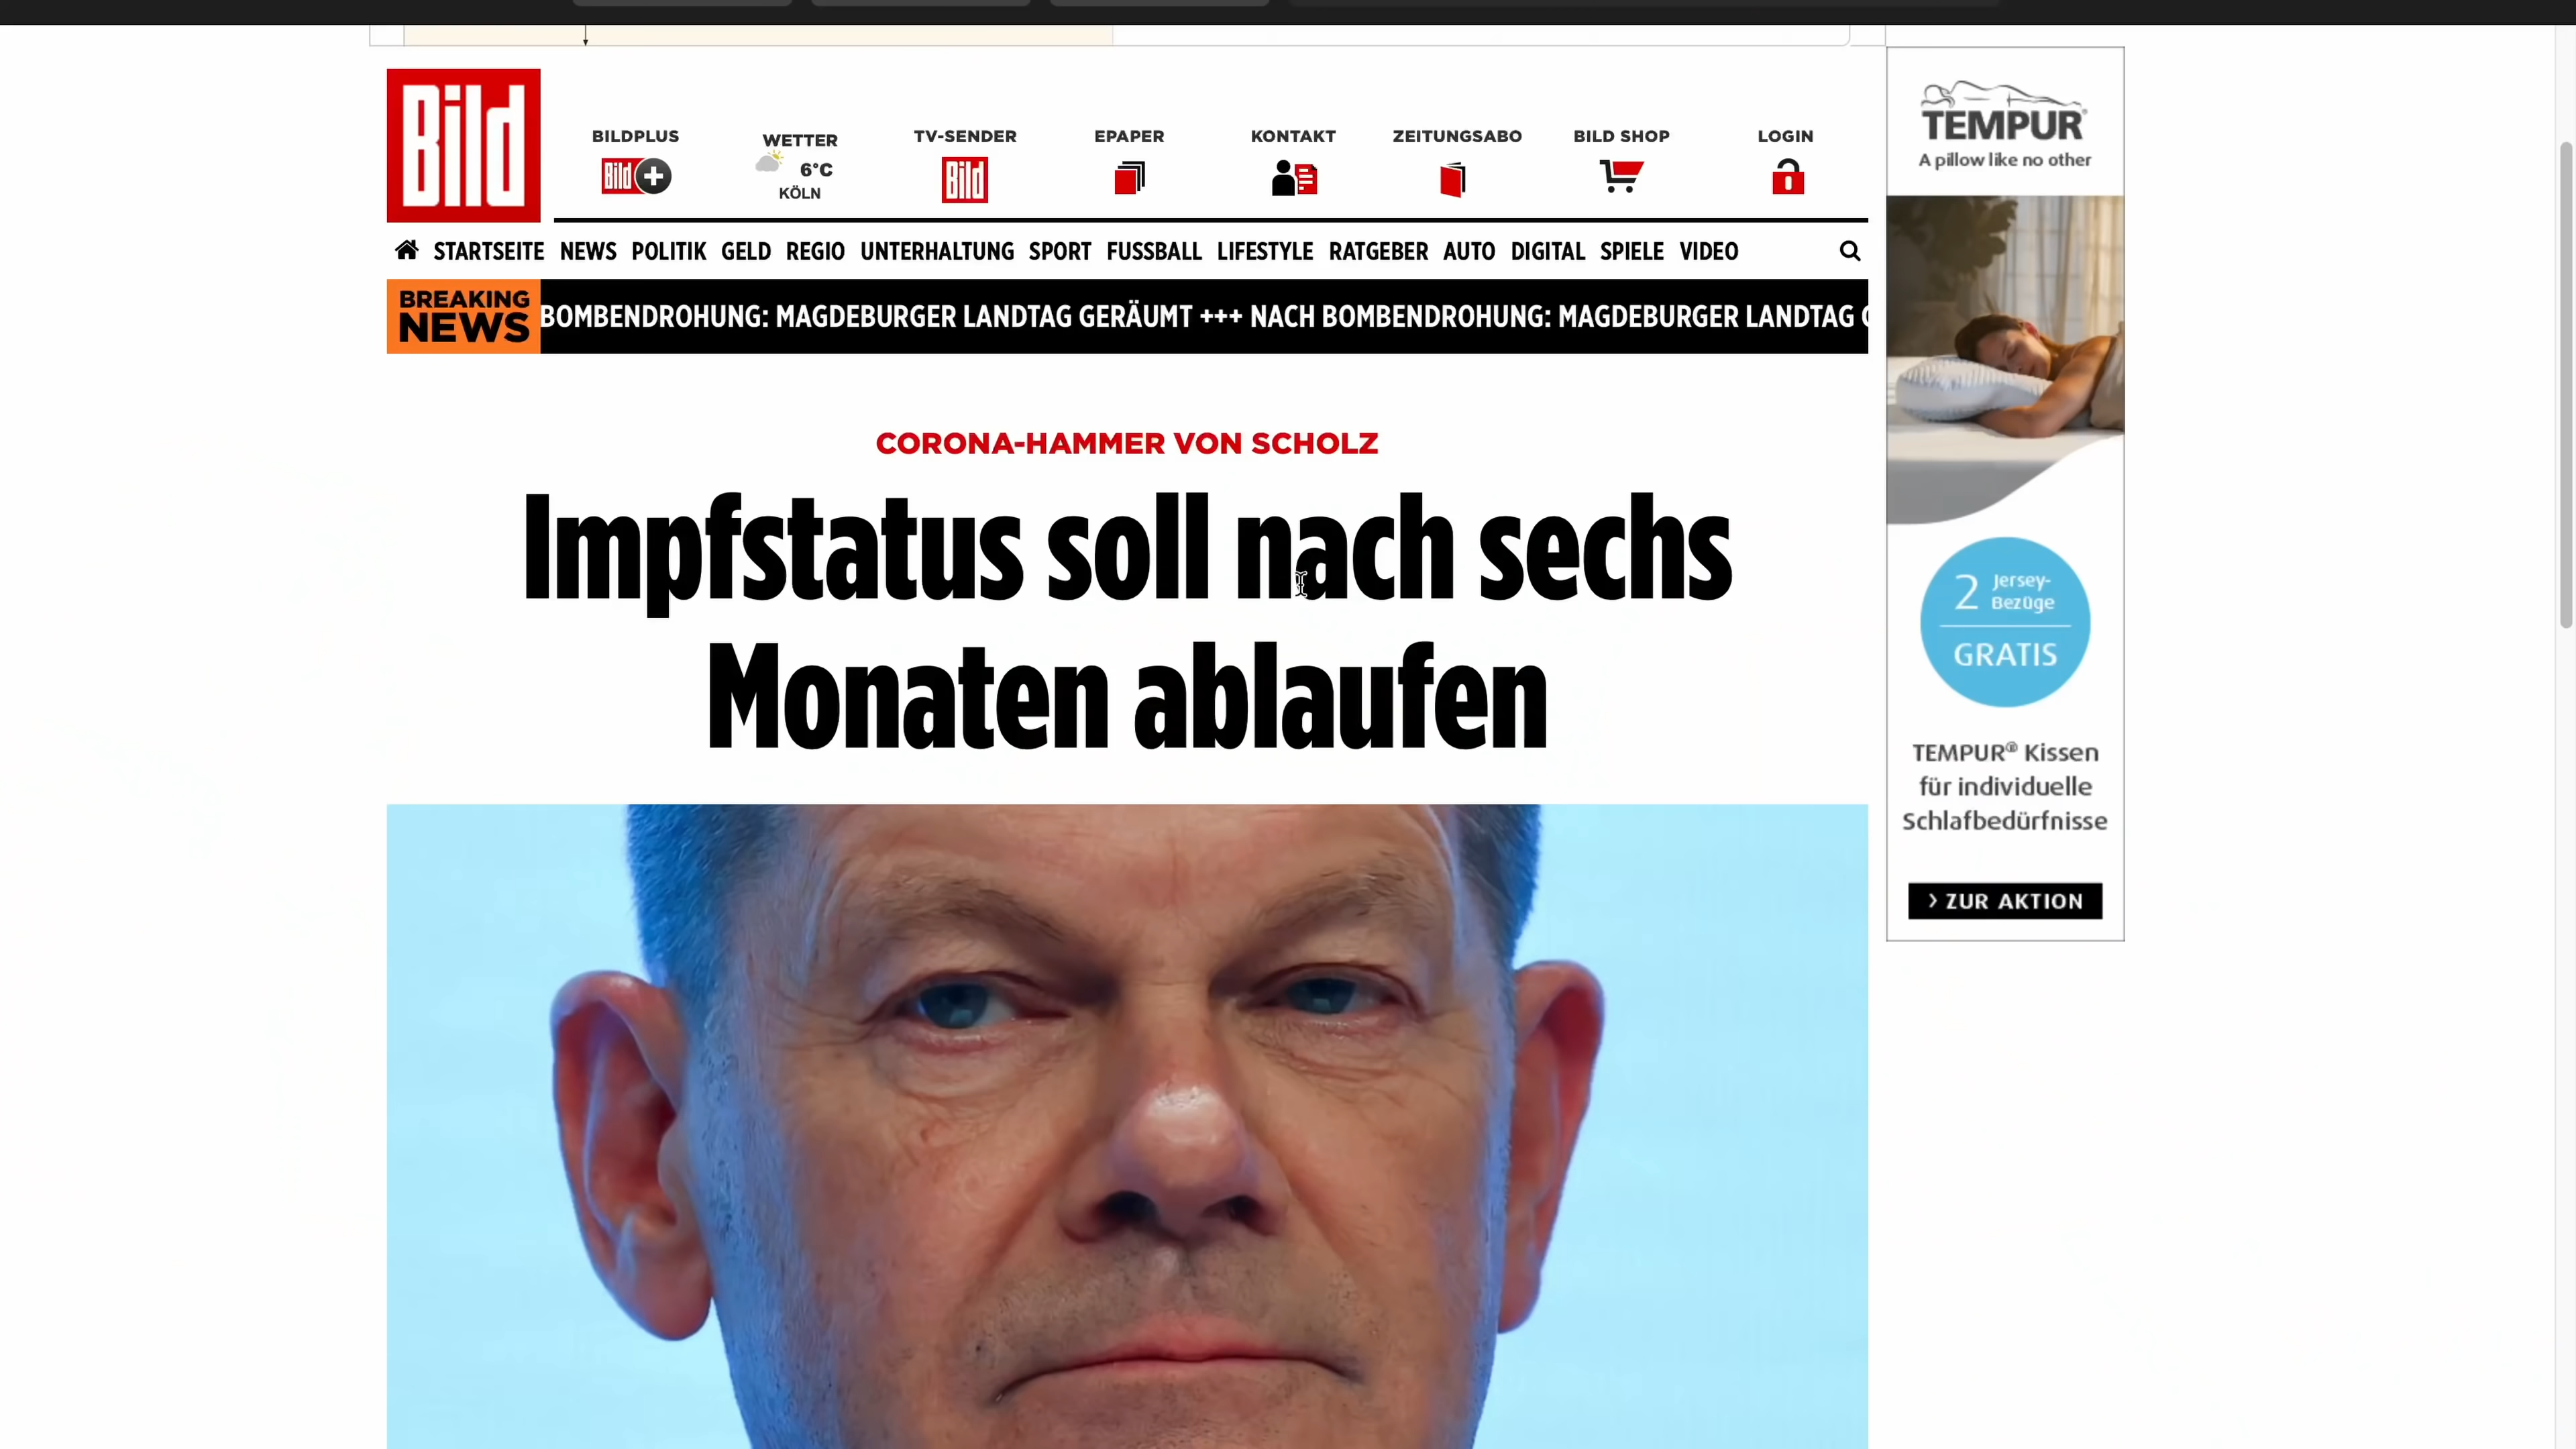 Bild
BILDPLUS
Bild
WETTER
6°C
KÖLN
TV-SENDER
Bild
EPAPER
KONTAKT
ZEITUNGSABO
BILD SHOP
LOGIN
STARTSEITE NEWS POLITIK GELD REGIO UNTERHALTUNG SPORT FUSSBALL LIFESTYLE RATGEBER AUTO DIGITAL SPIELE VIDEO
BREAKING
NEWS
BOMBENDROHUNG: MAGDEBURGER LANDTAG GERÄUMT +++ NACH BOMBENDROHUNG: MAGDEBURGER LANDTAG
CORONA-HAMMER VON SCHOLZ
Impfstatus soll nach sechs
Monaten ablaufen
TEMPUR®
A pillow like no other
2 Jersey-
Bezüge
GRATIS
TEMPUR® Kissen
für individuelle
Schlafbedürfnisse
> ZUR AKTION